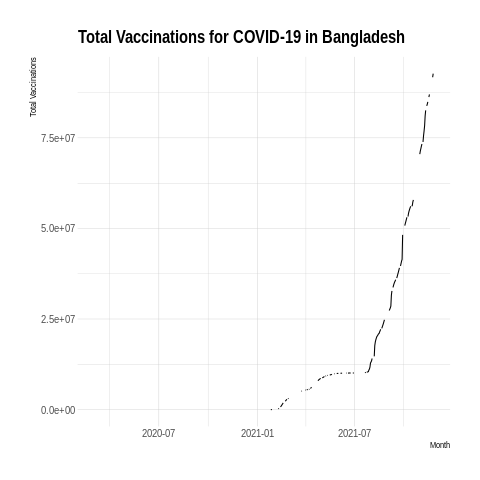 Total Vaccinations for COVID-19 in Bangladesh
Total Vaccinations
7.5e+07
5.0e+07
2.5e+07
0.0e+00
2020-07 2021-01 2021-07
Month